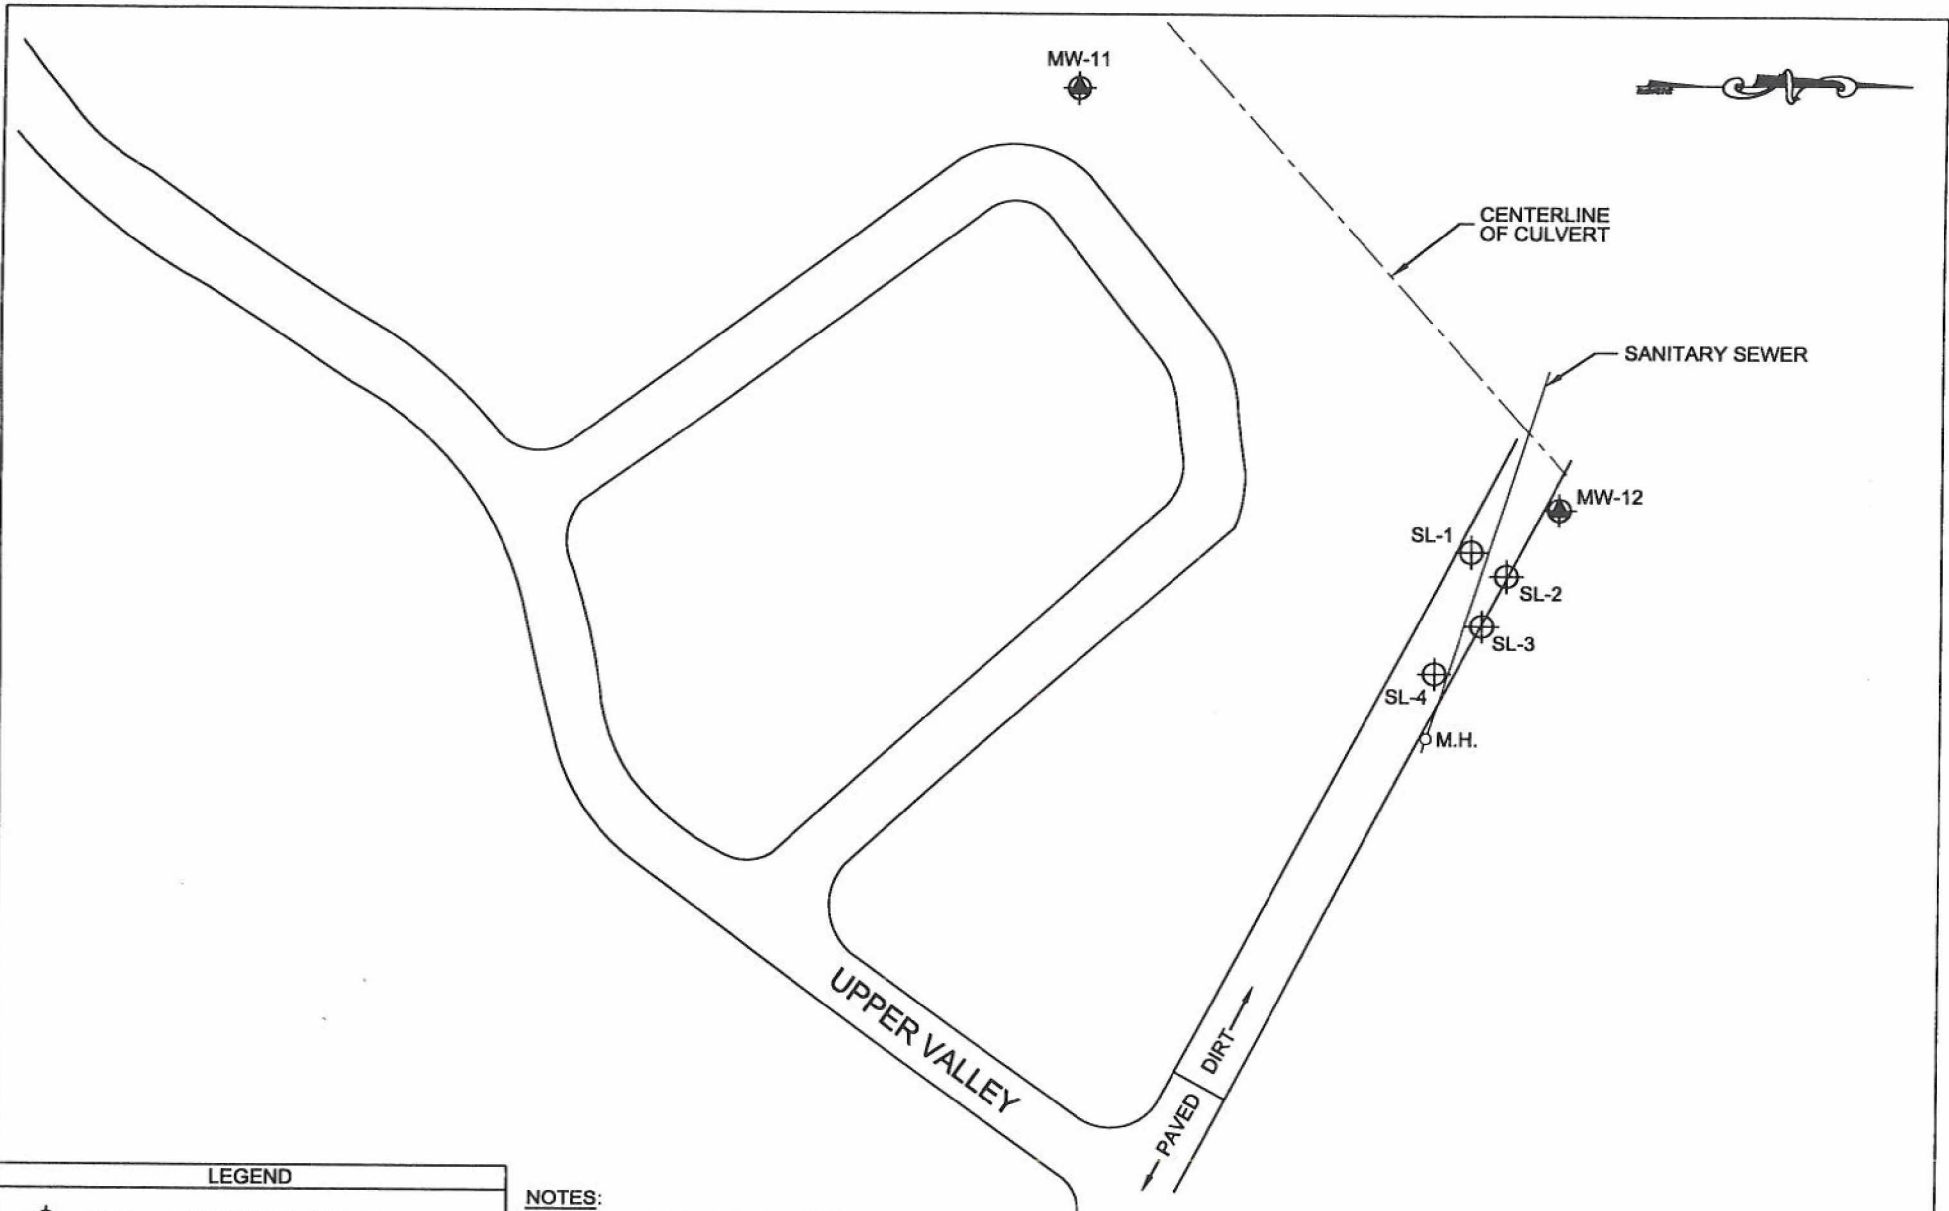 MW-11
CENTERLINE
OF CULVERT
SANITARY SEWER
MW-12
SL-1
SL-2
SL-3
SL-4
M.H.
UPPER VALLEY
DIRT
PAVED
LEGEND
NOTES: